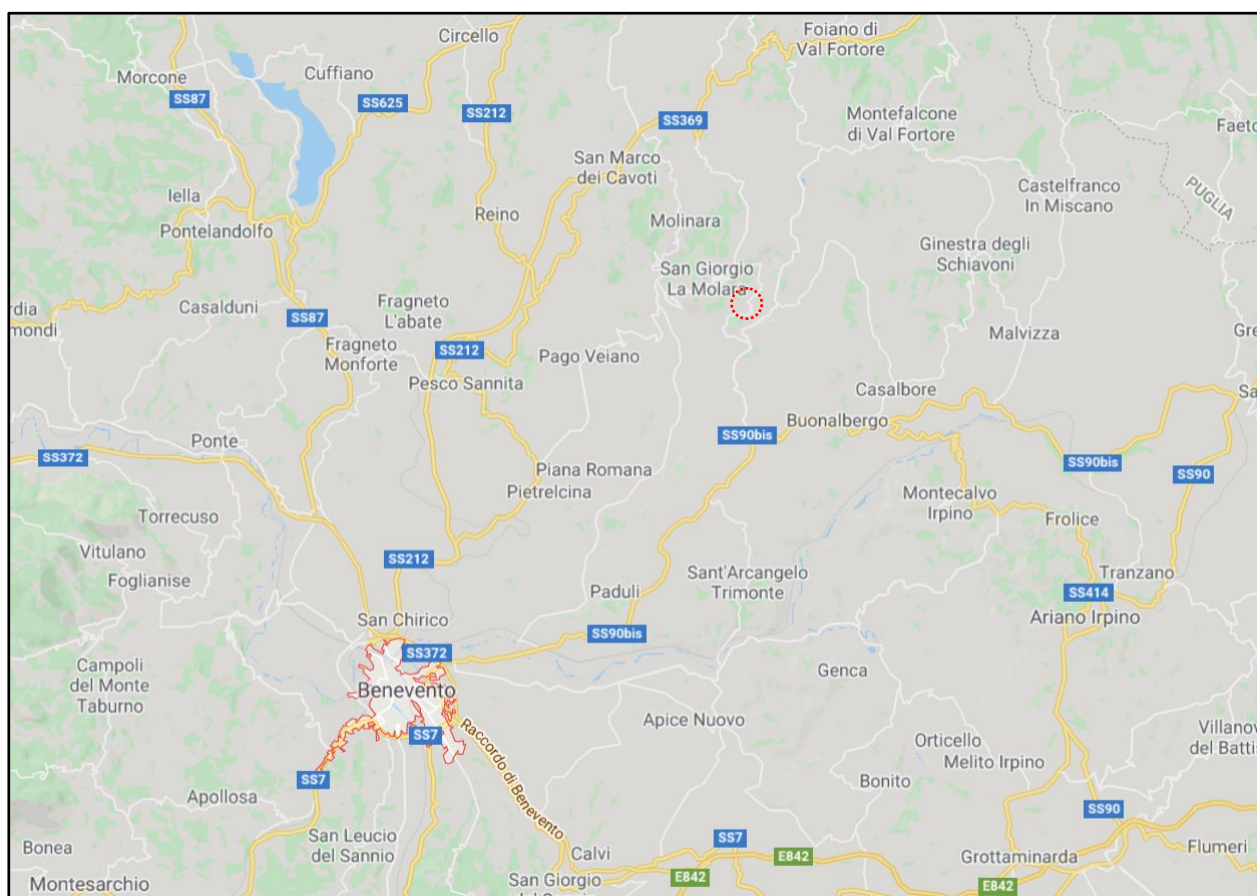 Foiano di
Val Fortore
Circello
Morcone
Cuffiano
SS87
SS625
SS212
SS369
Montefalcone
di Val Fortore
Faeto
San Marco
dei Cavoti
Castelfranco
In Miscano
PUGLIA
Iella
Reino
Molinara
Pontelandolfo
Ginestra degli
Schiavoni
San Giorgio
La Molara
Casalduni
Fragneto
L'abate
rdia
mondi
SS87
Malvizza
Gre
Fragneto
Monforte
SS212
Pago Veiano
Pesco Sannita
Casalbore
Sa
Buonalbergo
Ponte
SS90bis
SS372
SS90bis
SS90
Piana Romana
Pietrelcina
Montecalvo
Irpino
Torrecuso
Frolice
Vitulano
SS212
Sant'Arcangelo
Trimonte
Tranzano
Foglianise
Paduli
SS414
San Chirico
Ariano Irpino
SS90bis
SS372
Campoli
del Monte
Taburno
Genca
Benevento
Apice Nuovo
SS7
Raccordo di Benevento
Villanov
del Battis
Orticello
Melito Irpino
SS7
Bonito
Apollosa
SS90
San Leucio
del Sannio
SS7
Bonea
Calvi
E842
Grottaminarda
Flumeri
Montesarchio
San Giorgio
E842
E842